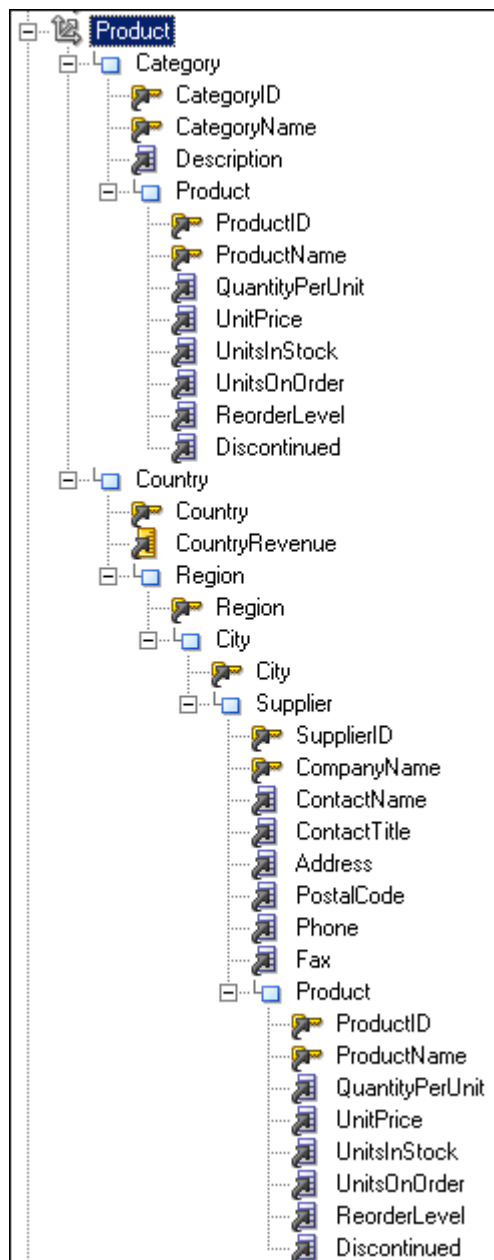 Product
Category
CategoryID
CategoryName
Description
Product
ProductID
ProductName
QuantityPerUnit
UnitPrice
UnitsInStock
UnitsOnOrder
ReorderLevel
Discontinued
Country
Country
CountryRevenue
Region
Region
City
City
Supplier
SupplierID
CompanyName
ContactName
ContactTitle
Address
PostalCode
Phone
Fax
Product
ProductID
ProductName
QuantityPerUnit
UnitPrice
UnitsInStock
UnitsOnOrder
ReorderLevel
Discontinued